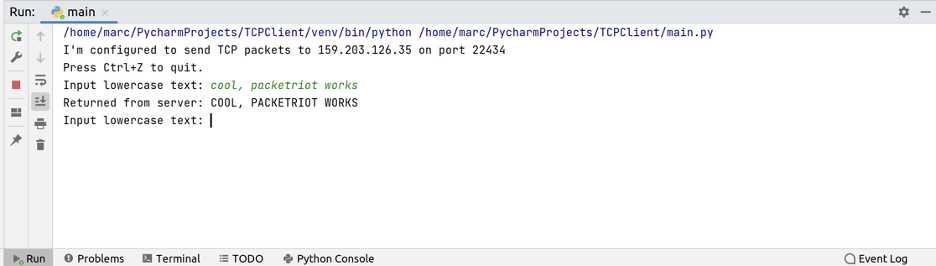 Run: main
/home/marc/PycharmProjects/TCPClient/venv/bin/python /home/marc/PycharmProjects/TCPClient/main.py
I'm configured to send TCP packets to 159.203.126.35 on port 22434
Press Ctrl+Z to quit.
Input lowercase text: cool, packetriot works
Returned from server: COOL, PACKETRIOT WORKS
Input lowercase text:
Run Problems Terminal TODO Python Console Event Log